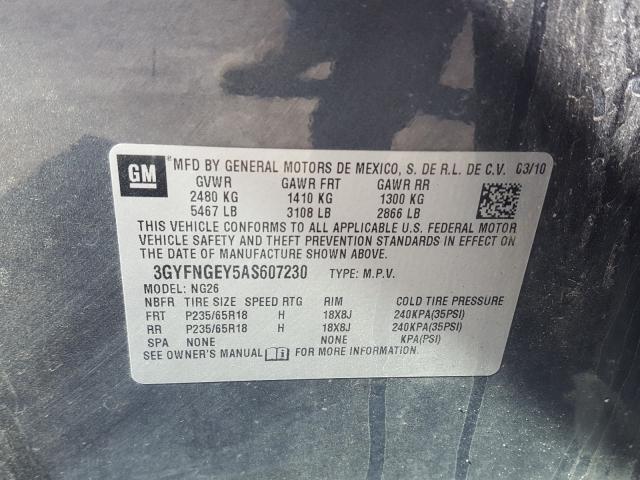 GM ® MFD BY GENERAL MOTORS DE MEXICO, S. DE R.L. DE C.V. 03/10
GVWR GAWR FRT GAWR RR
2480 KG 1410 KG 1300 KG
5467 LB 3108 LB 2866 LB
THIS VEHICLE CONFORMS TO ALL APPLICABLE U.S. FEDERAL MOTOR
VEHICLE SAFETY AND THEFT PREVENTION STANDARDS IN EFFECT ON
THE DATE OF MANUFACTURE SHOWN ABOVE.
3GYFNGEY5AS607230 TYPE: M.P.V.
MODEL: NG26
NBFR TIRE SIZE SPEED RTG RIM COLD TIRE PRESSURE
FRT P235/65R18 H 18X8J 240KPA(35PSI)
RR P235/65R18 H 18X8J 240KPA(35PSI)
SPA NONE NONE KPA(PSI)
SEE OWNER'S MANUAL FOR MORE INFORMATION.